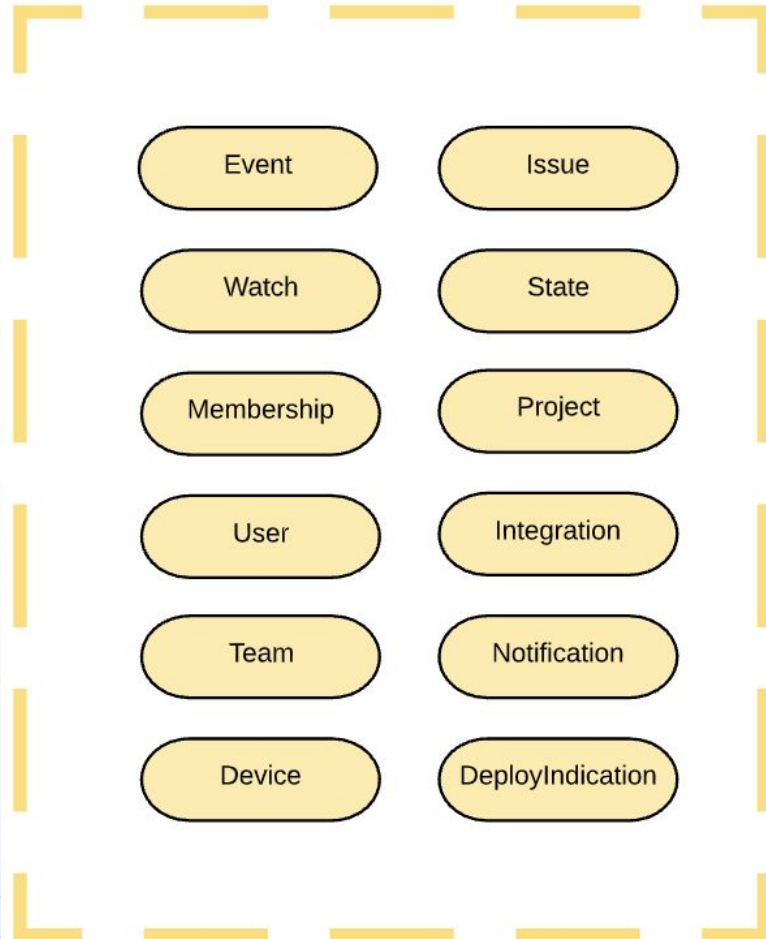 Event
Issue
Watch
State
Membership
Project
User
Integration
Team
Notification
Device
DeployIndication